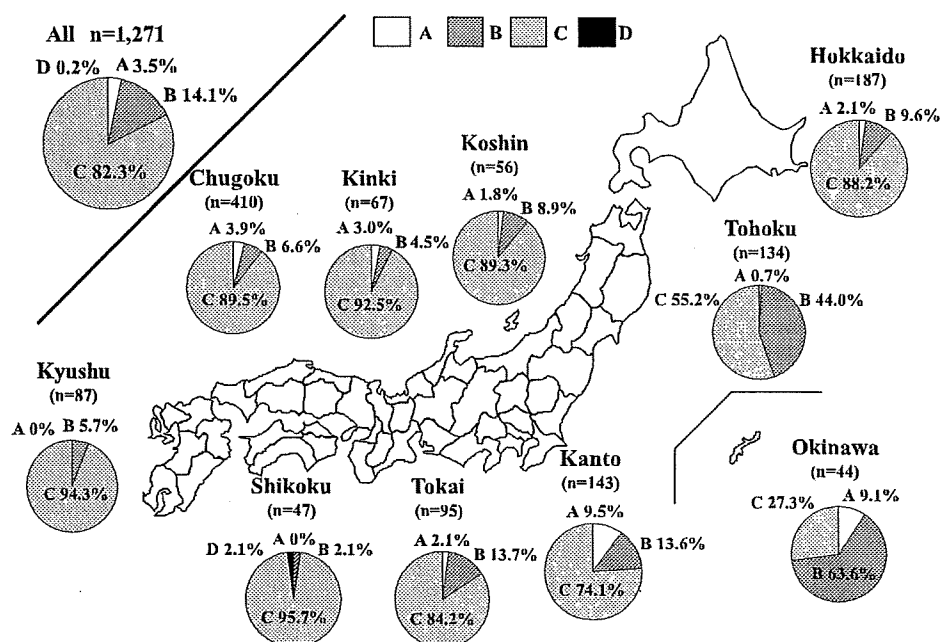 All n=1,271
D 0.2% A 3.5%
B 14.1%
C 82.3%
A B C D
Hokkaido
(n=187)
A 2.1% B 9.6%
C 88.2%
Koshin
(n=56)
A 1.8%
B 8.9%
C 89.3%
Chugoku
(n=410)
A 3.9%
B 6.6%
C 89.5%
Kinki
(n=67)
A 3.0%
B 4.5%
C 92.5%
Tohoku
(n=134)
A 0.7%
C 55.2% B 44.0%
Kyushu
(n=87)
A 0% B 5.7%
C 94.3%
Shikoku
(n=47)
A 0%
D 2.1% B 2.1%
C 95.7%
Tokai
(n=95)
A 2.1%
B 13.7%
C 84.2%
Kanto
(n=143)
A 9.5%
B 13.6%
C 74.1%
Okinawa
(n=44)
C 27.3% A 9.1%
B 63.6%